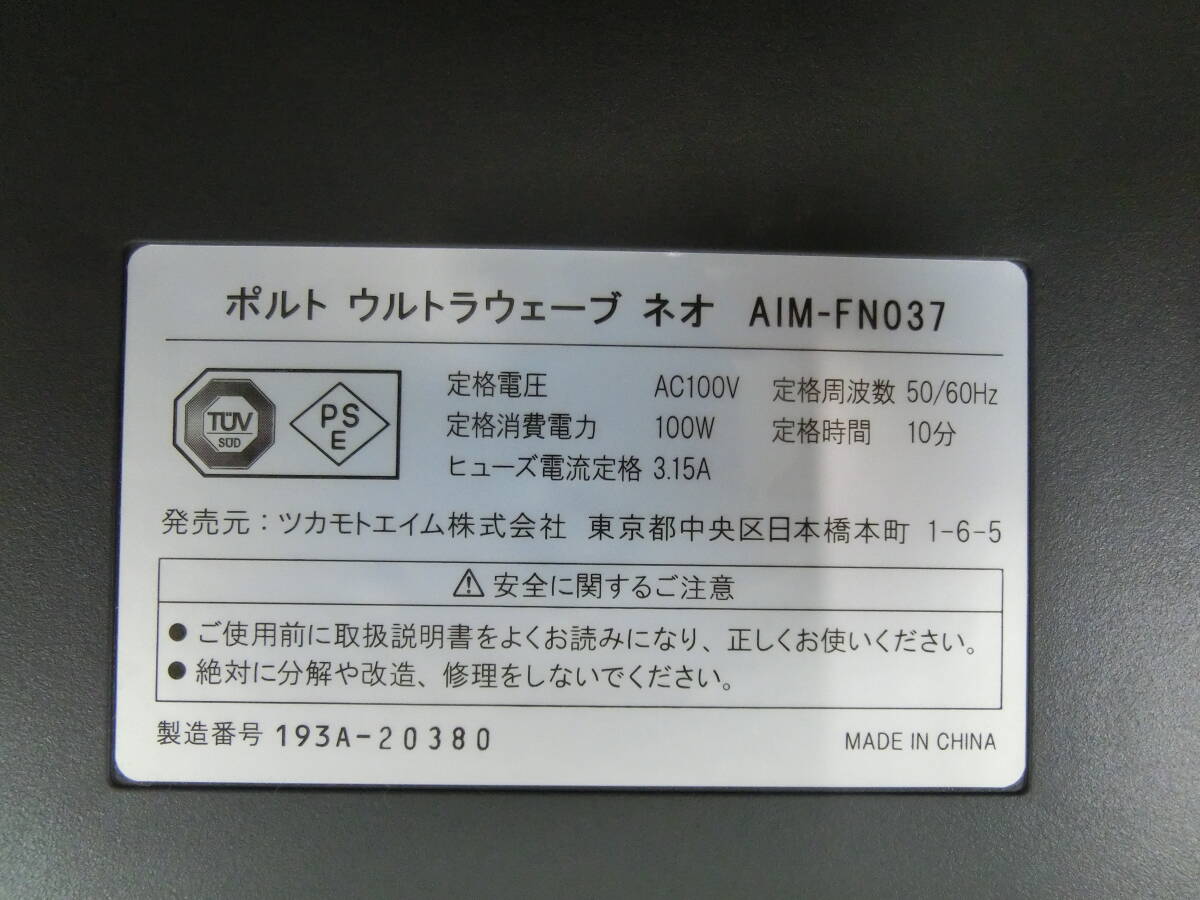 ポルト ウルトラウェーブ ネオ AIM-FN037
TÜV
SÜD
PS
E
定格電圧 AC100V 定格周波数 50/60Hz
定格消費電力 100W 定格時間 10分
ヒューズ電流定格 3.15A
発売元：ツカモトエイム株式会社 東京都中央区日本橋本町 1-6-5
⚠ 安全に関するご注意
● ご使用前に取扱説明書をよくお読みになり、正しくお使いください。
● 絶対に分解や改造、修理をしないでください。
製造番号 193A-20380 MADE IN CHINA